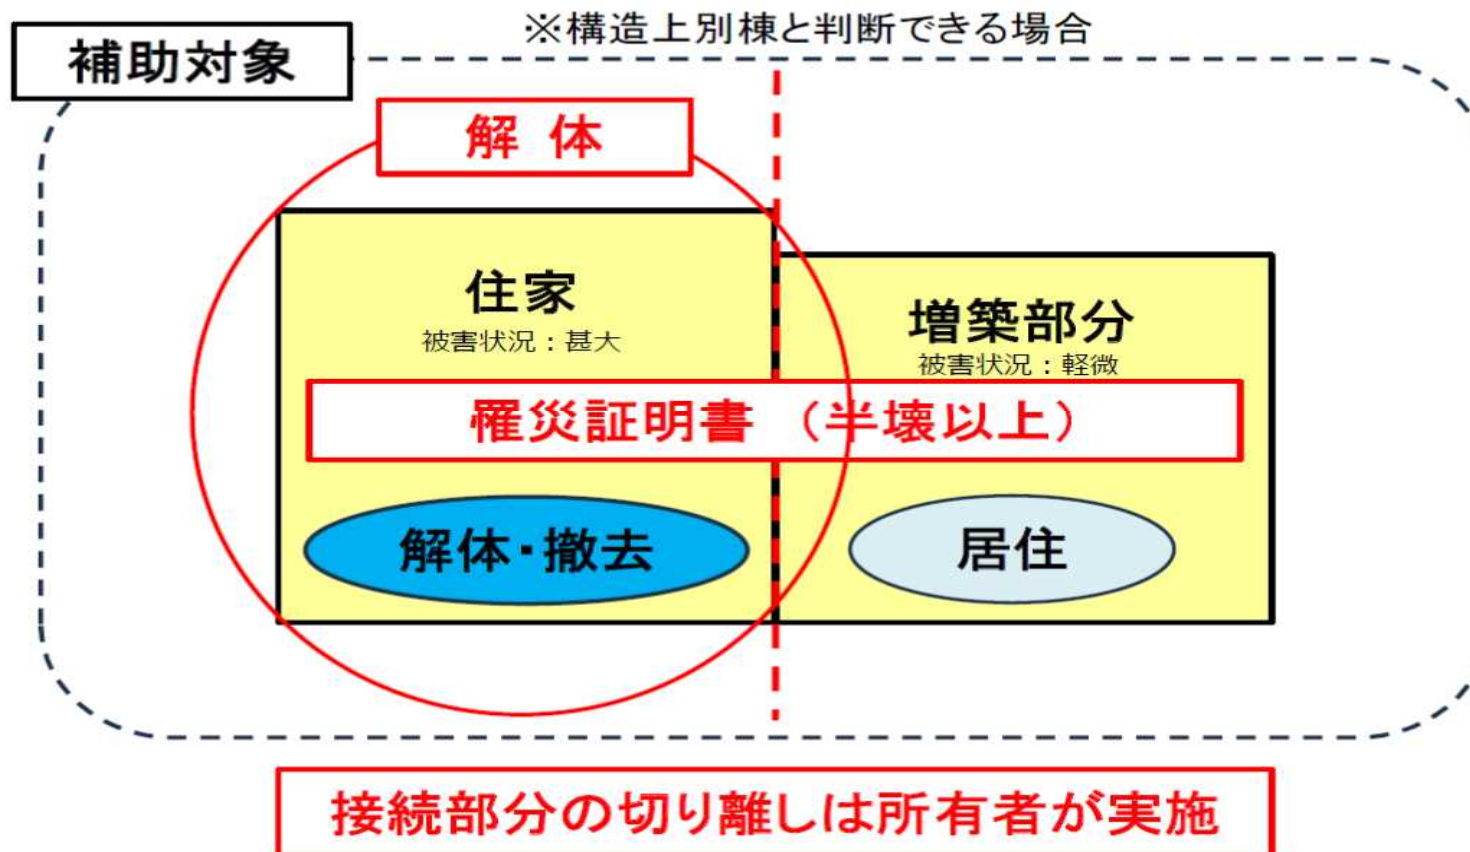 ※構造上別棟と判断できる場合
補助対象
解 体
住家
被害状況：甚大
増築部分
被害状況：軽微
罹災証明書 （半壊以上）
解体・撤去
居住
接続部分の切り離しは所有者が実施